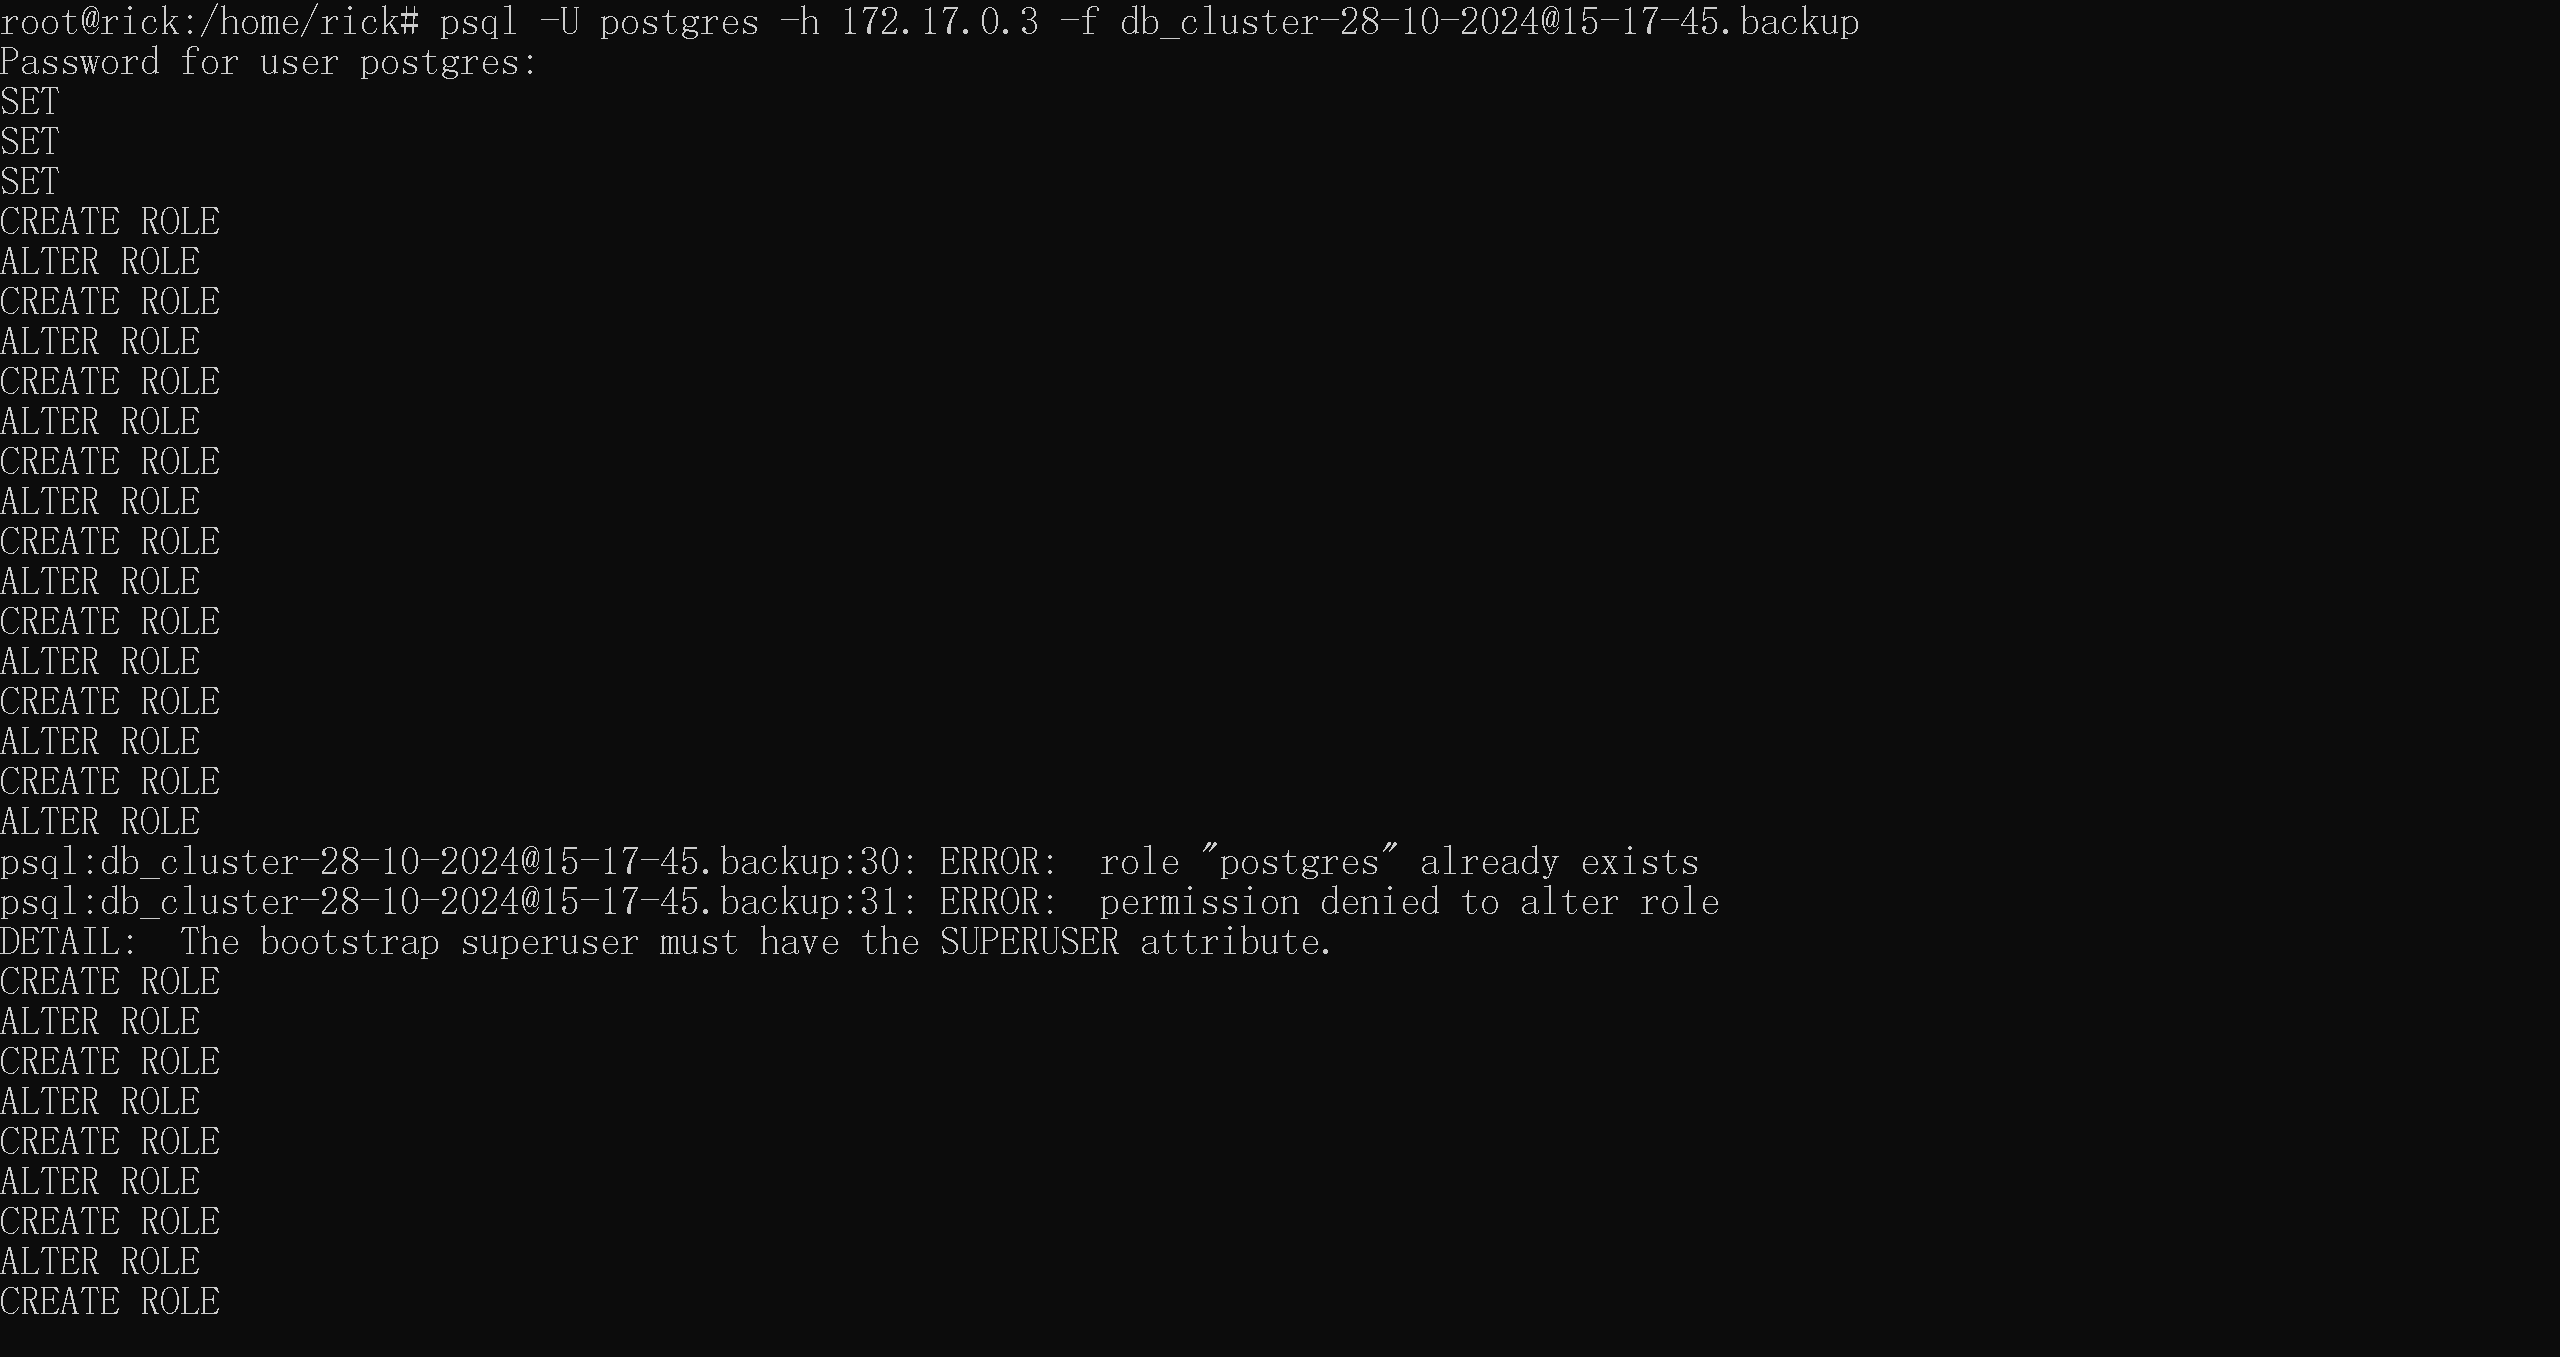 root@rick:/home/rick# psql -U postgres -h 172.17.0.3 -f db_cluster-28-10-2024@15-17-45.backup
Password for user postgres:
SET
SET
SET
CREATE ROLE
ALTER ROLE
CREATE ROLE
ALTER ROLE
CREATE ROLE
ALTER ROLE
CREATE ROLE
ALTER ROLE
CREATE ROLE
ALTER ROLE
CREATE ROLE
ALTER ROLE
CREATE ROLE
ALTER ROLE
CREATE ROLE
ALTER ROLE
psql:db_cluster-28-10-2024@15-17-45.backup:30: ERROR:  role "postgres" already exists
psql:db_cluster-28-10-2024@15-17-45.backup:31: ERROR:  permission denied to alter role
DETAIL:  The bootstrap superuser must have the SUPERUSER attribute.
CREATE ROLE
ALTER ROLE
CREATE ROLE
ALTER ROLE
CREATE ROLE
ALTER ROLE
CREATE ROLE
ALTER ROLE
CREATE ROLE